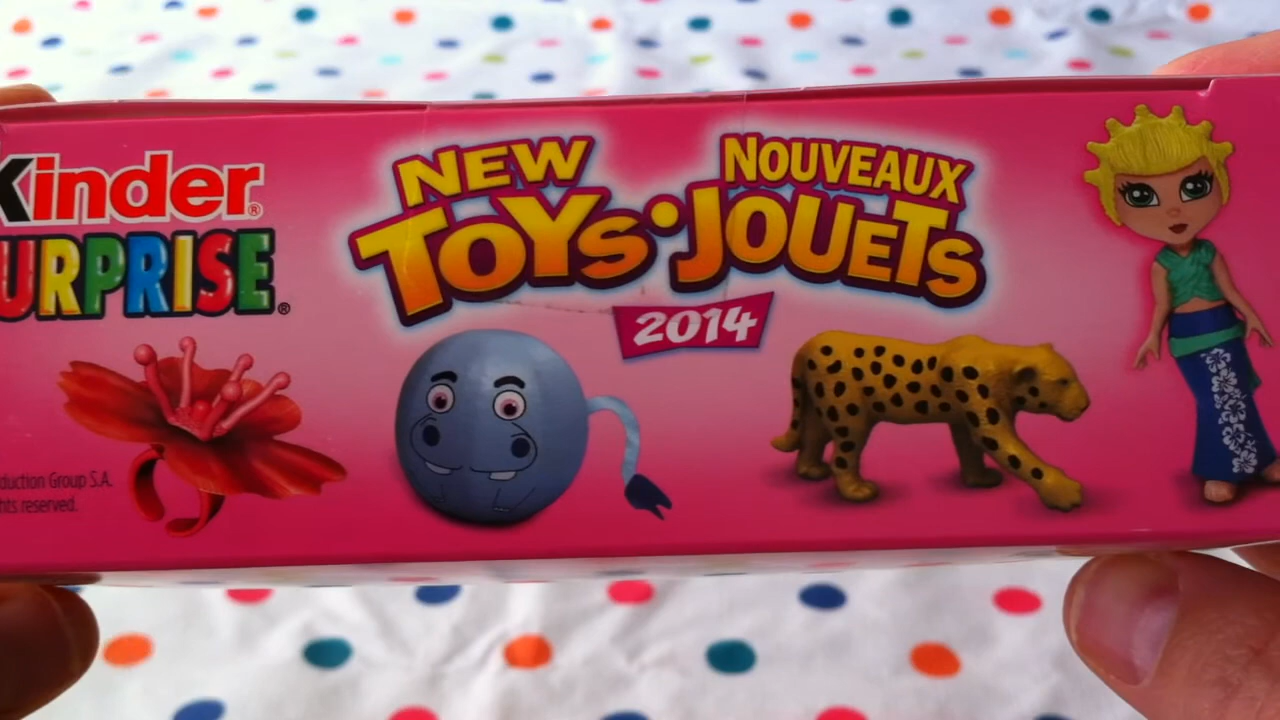 Kinder®
URPRISE®
NEW
TOYS•JOUETS
NOUVEAUX
2014
duction Group S.A.
hts reserved.